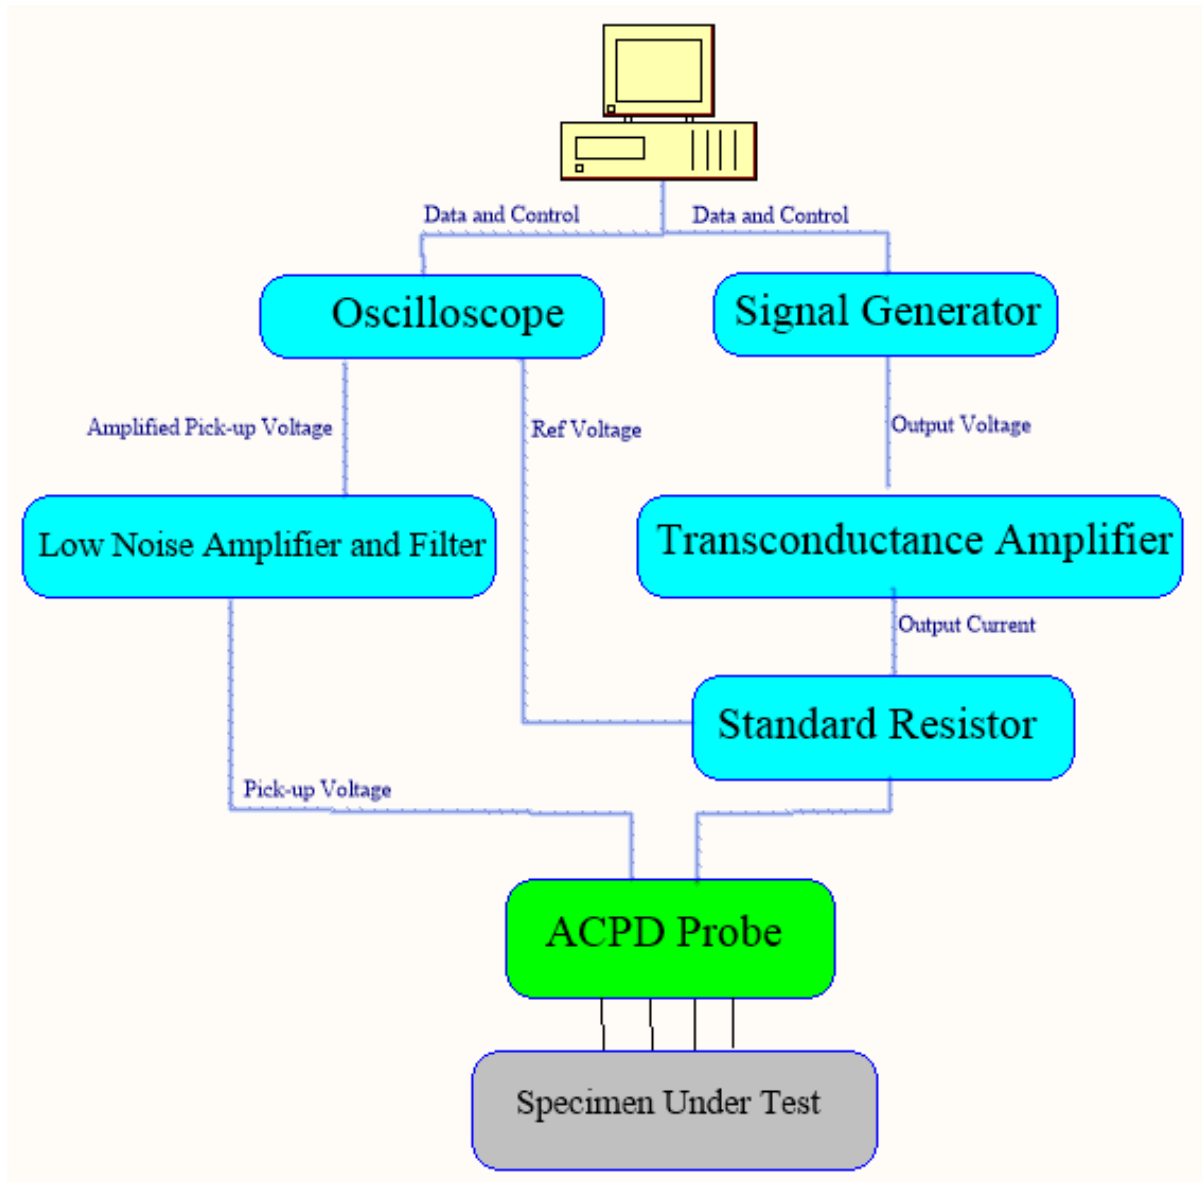 Data and Control
Data and Control
Oscilloscope
Signal Generator
Amplified Pick-up Voltage
Ref Voltage
Output Voltage
Low Noise Amplifier and Filter
Transconductance Amplifier
Output Current
Standard Resistor
Pick-up Voltage
ACPD Probe
Specimen Under Test